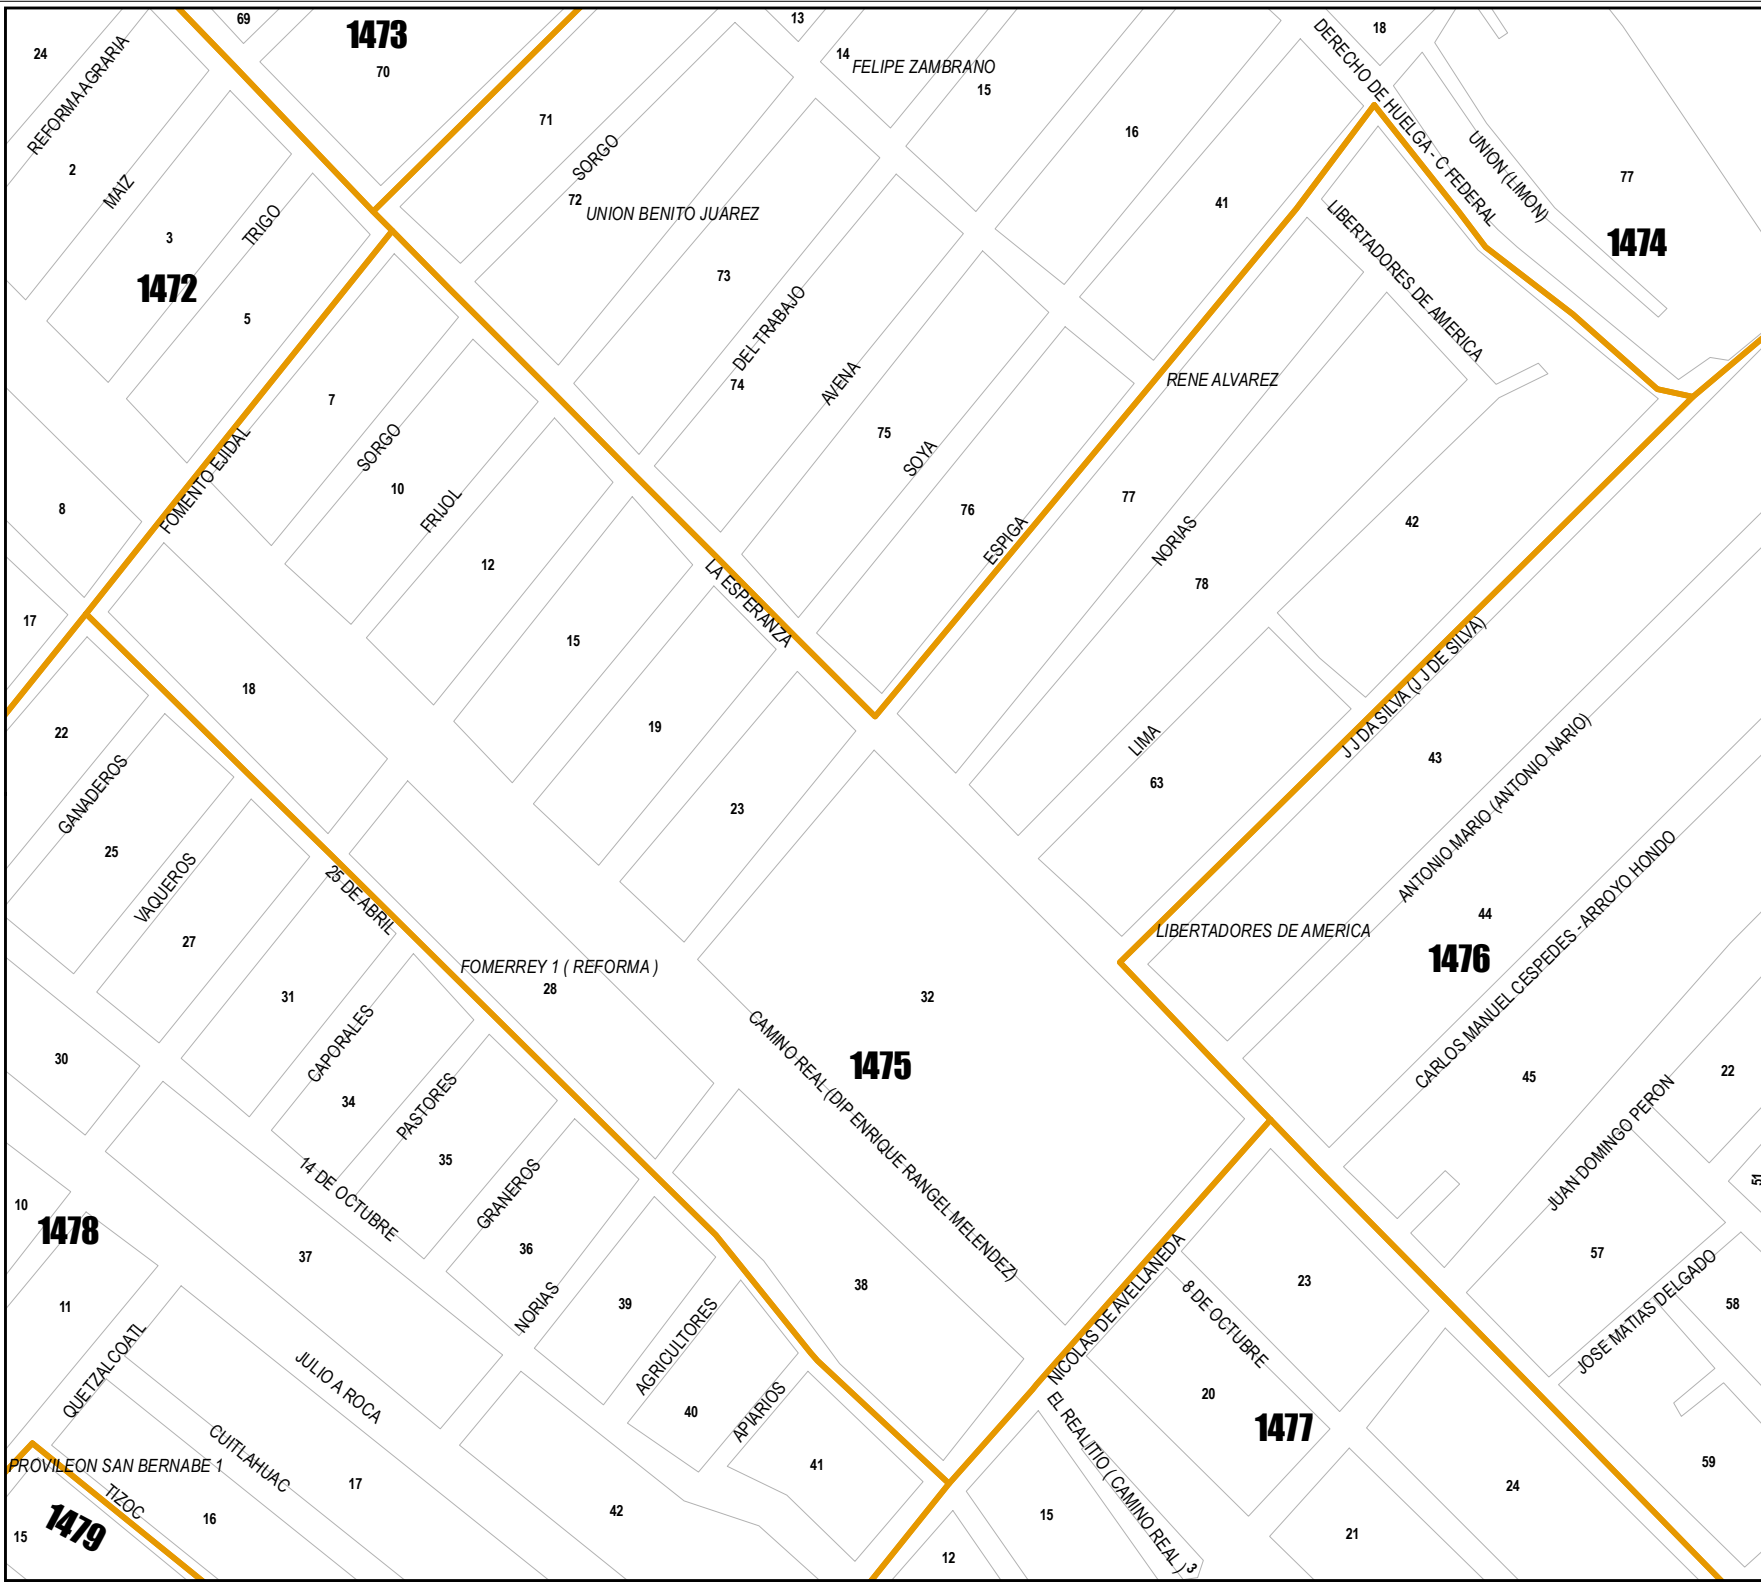 69
1473
13
18
24
14
FELIPE ZAMBRANO
DERECHO DE HUELGA - C FEDERAL
70
15
REFORMA AGRARIA
71
16
SORGO
UNION (LIMON)
2
77
MAIZ
72
UNION BENITO JUAREZ
41
TRIGO
3
LIBERTADORES DE AMERICA
1474
1472
73
5
DEL TRABAJO
7
74
AVENA
RENE ALVAREZ
SORGO
75
SOYA
FOMENTO EJIDAL
10
FRIJOL
77
8
76
ESPIGA
NORIAS
42
12
LA ESPERANZA
78
17
15
J J DA SILVA (J J DE SILVA)
18
22
19
LIMA
43
GANADEROS
63
ANTONIO MARIO (ANTONIO NARIO)
23
25
VAQUEROS
25 DE ABRIL
44
CARLOS MANUEL CESPEDES - ARROYO HONDO
LIBERTADORES DE AMERICA
27
1476
FOMERREY 1 ( REFORMA )
28
31
32
CAPORALES
CAMINO REAL (DIP ENRIQUE RANGEL MELENDEZ)
1475
30
45
22
34
PASTORES
JUAN DOMINGO PERON
35
14 DE OCTUBRE
GRANEROS
51
10
1478
36
37
NICOLAS DE AVELLANEDA
57
23
38
8 DE OCTUBRE
NORIAS
39
11
JOSE MATIAS DELGADO
58
AGRICULTORES
QUETZALCOATL
JULIO A ROCA
20
40
APIARIOS
1477
EL REALITIO ( CAMINO REAL )
CUITLAHUAC
PROVILEON SAN BERNABE 1
41
59
17
24
TIZOC
42
15
16
1479
15
21
12
3